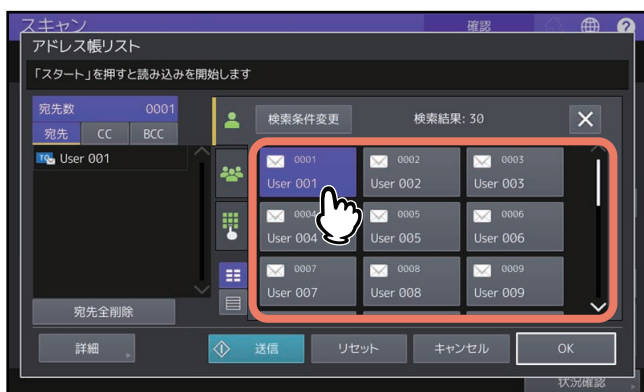 スキャン
確認
アドレス帳リスト
「スタート」を押すと読み込みを開始します
宛先数 0001
宛先 CC BCC
TO User 001
宛先全削除
検索条件変更
検索結果: 30
0001
User 001
0002
User 002
0003
User 003
0004
User 004
0005
User 005
0006
User 006
0007
User 007
0008
User 008
0009
User 009
詳細
送信
リセット
キャンセル
OK
状況確認